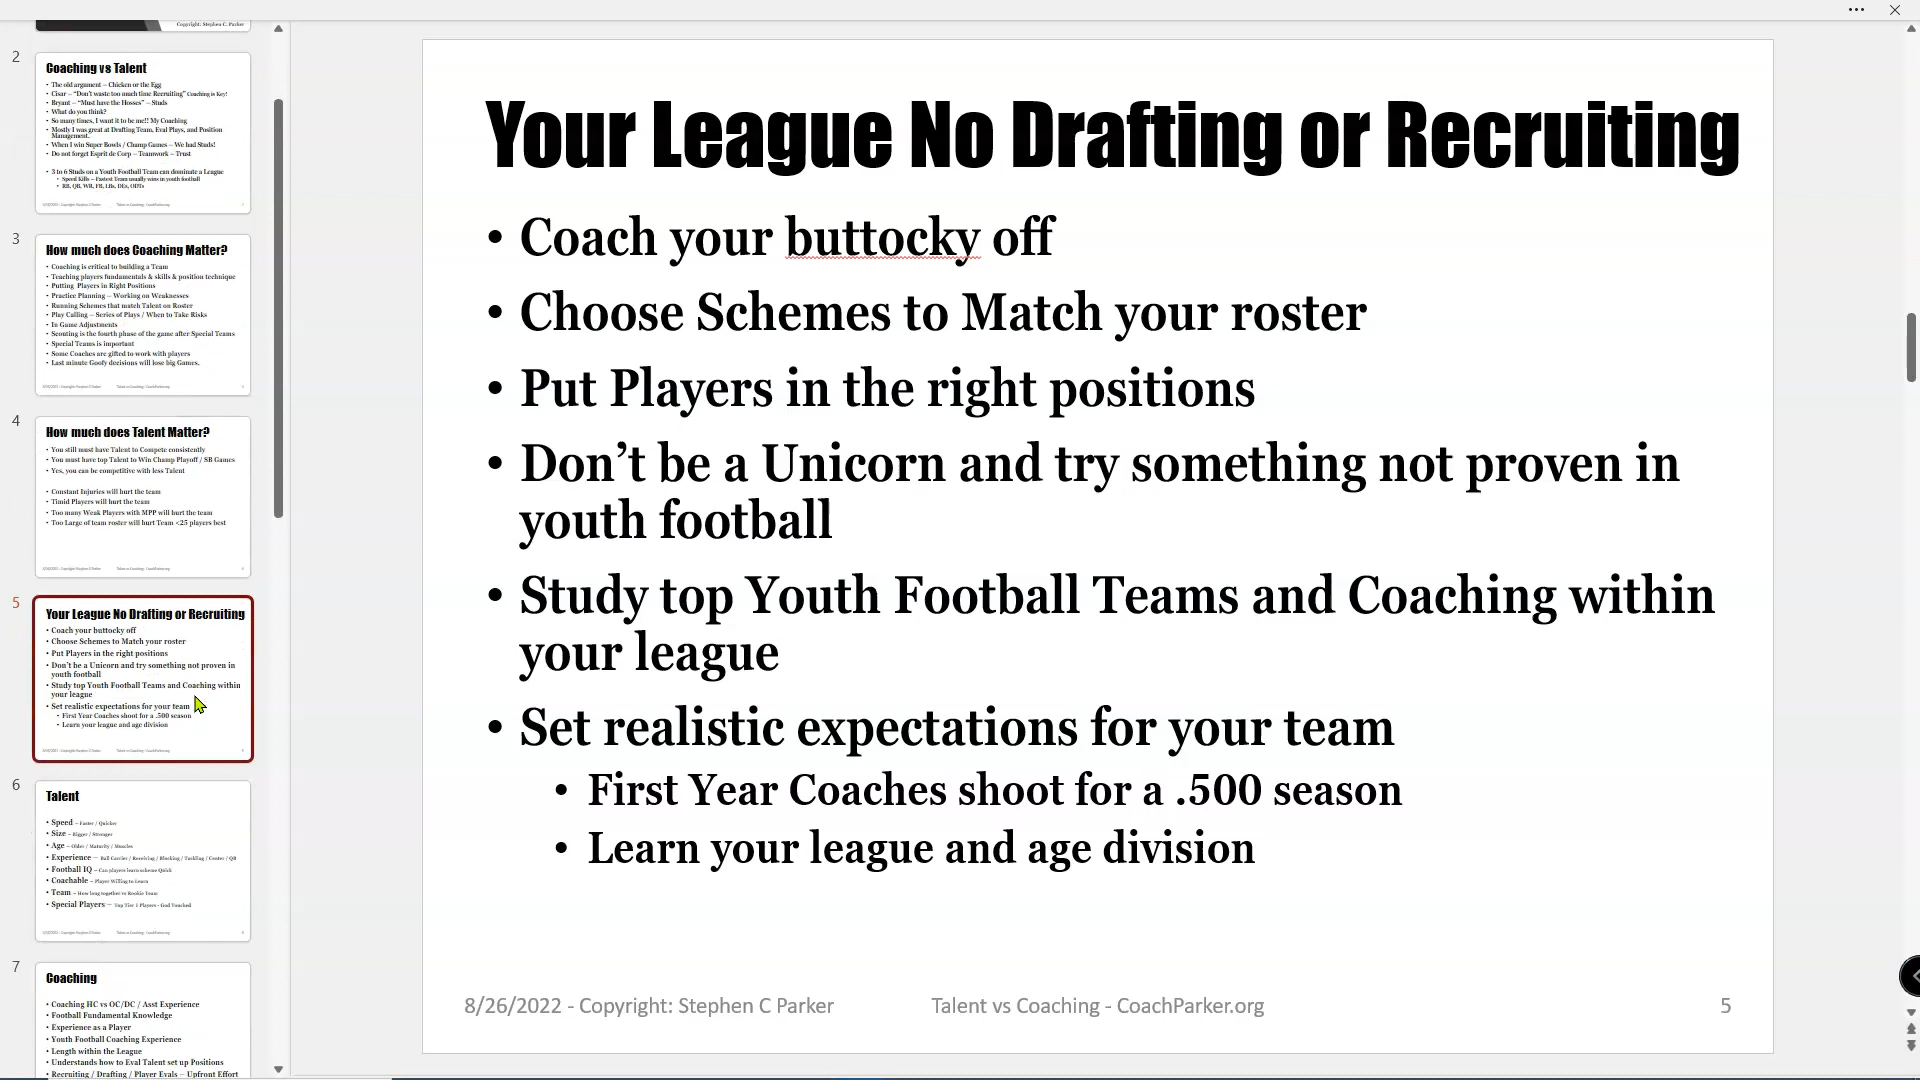 Copyright: Stephen C. Parker
2
Coaching vs Talent
• The old argument – Chicken or the Egg
• Cisar – "Don't waste too much time Recruiting" Coaching is Key!
• Bryant – "Must have the Hosses" – Studs
• What do you think?
• So many times, I want it to be me!! My Coaching
• Mostly I was great at Drafting Team, Eval Plays, and Position
Management.
• When I win Super Bowls / Champ Games – We had Studs!
• Do not forget Esprit de Corp – Teamwork – Trust
• 3 to 6 Studs on a Youth Football Team can dominate a League
• Speed Kills – Fastest Team usually wins in youth football
• RB, QB, WR, FB, LBs, DEs, ODTs
3
How much does Coaching Matter?
• Coaching is critical to building a Team
• Teaching players fundamentals & skills & position technique
• Putting Players in Right Positions
• Practice Planning – Working on Weaknesses
• Running Schemes that match Talent on Roster
• Play Calling – Series of Plays / When to Take Risks
• In Game Adjustments
• Scouting is the fourth phase of the game after Special Teams
• Special Teams is important
• Some Coaches are gifted to work with players
• Last minute Goofy decisions will lose big Games.
4
How much does Talent Matter?
• You still must have Talent to Compete consistently
• You must have top Talent to Win Champ Playoff / SB Games
• Yes, you can be competitive with less Talent
• Constant Injuries will hurt the team
• Timid Players will hurt the team
• Too many Weak Players with MPP will hurt the team
• Too Large of team roster will hurt Team <25 players best
5
Your League No Drafting or Recruiting
• Coach your buttocky off
• Choose Schemes to Match your roster
• Put Players in the right positions
• Don't be a Unicorn and try something not proven in
youth football
• Study top Youth Football Teams and Coaching within
your league
• Set realistic expectations for your team
• First Year Coaches shoot for a .500 season
• Learn your league and age division
6
Talent
• Speed – Faster / Quicker
• Size – Bigger / Stronger
• Age – Older / Maturity / Muscles
• Experience – Ball Carrier / Receiving / Blocking / Tackling / Center / QB
• Football IQ – Can players learn scheme Quick
• Coachable – Player Willing to Learn
• Team – How long together vs Rookie Team
• Special Players – Top Tier 1 Players - God Touched
7
Coaching
• Coaching HC vs OC/DC / Asst Experience
• Football Fundamental Knowledge
• Experience as a Player
• Youth Football Coaching Experience
• Length within the League
• Understands how to Eval Talent set up Positions
• Recruiting / Drafting / Player Evals – Upfront Effort
Your League No Drafting or Recruiting
• Coach your buttocky off
• Choose Schemes to Match your roster
• Put Players in the right positions
• Don't be a Unicorn and try something not proven in
youth football
• Study top Youth Football Teams and Coaching within
your league
• Set realistic expectations for your team
• First Year Coaches shoot for a .500 season
• Learn your league and age division
8/26/2022 - Copyright: Stephen C Parker
Talent vs Coaching - CoachParker.org
5